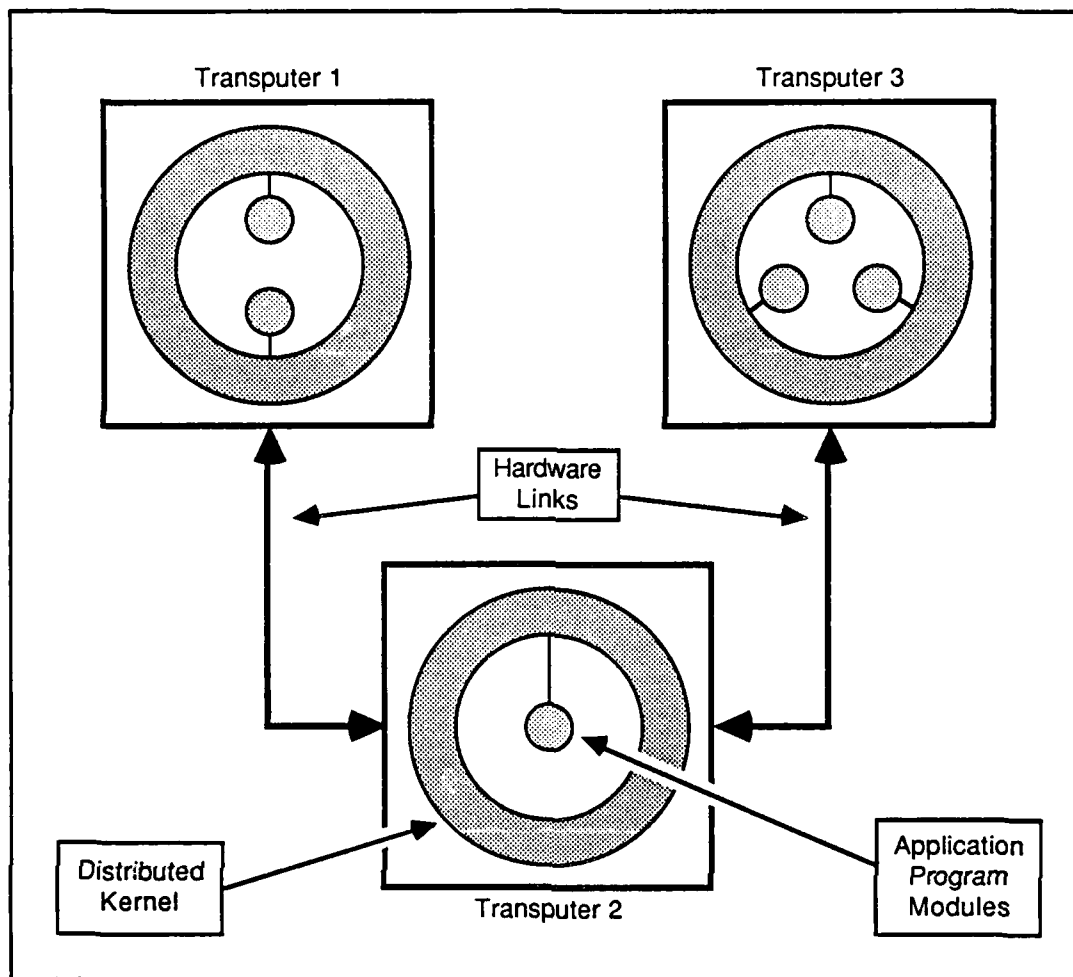 Transputer 1
Transputer 3
Hardware
Links
Distributed
Kernel
Transputer 2
Application
Program
Modules